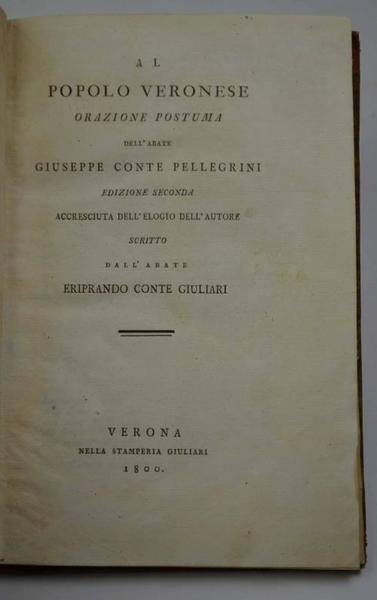 AL
POPOLO VERONESE
ORAZIONE POSTUMA
DELL'ABATE
GIUSEPPE CONTE PELLEGRINI
EDIZIONE SECONDA
ACCRESCIUTA DELL'ELOGIO DELL'AUTORE
SCRITTO
DALL'ABATE
ERIPRANDO CONTE GIULIARI
VERONA
NELLA STAMPERIA GIULIARI
1800.